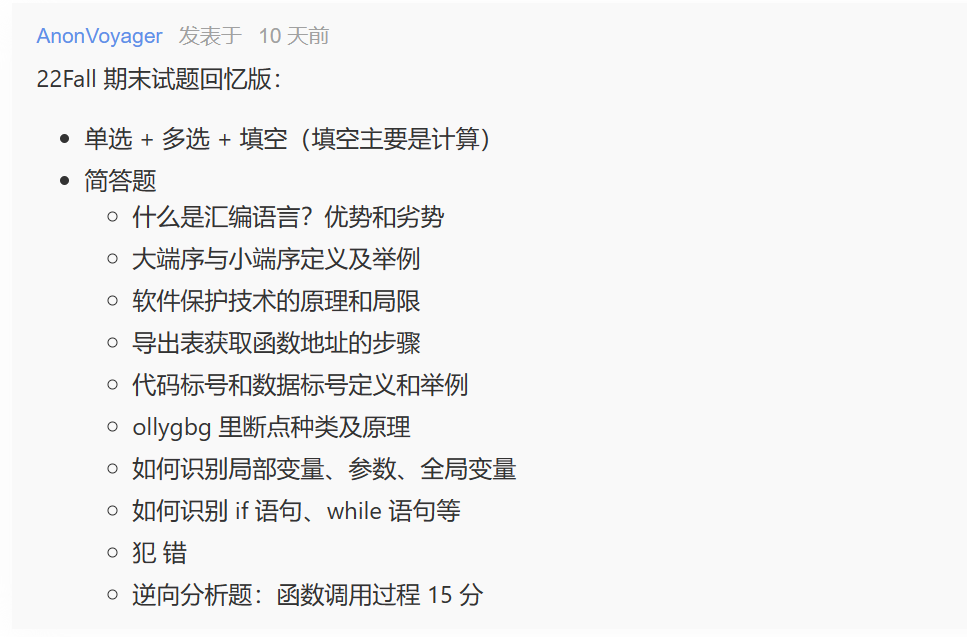 AnonVoyager 发表于 10 天前
22Fall 期末试题回忆版：
单选 + 多选 + 填空（填空主要是计算）
简答题
什么是汇编语言？优势和劣势
大端序与小端序定义及举例
软件保护技术的原理和局限
导出表获取函数地址的步骤
代码标号和数据标号定义和举例
ollygbg 里断点种类及原理
如何识别局部变量、参数、全局变量
如何识别 if 语句、while 语句等
犯 错
逆向分析题：函数调用过程 15 分